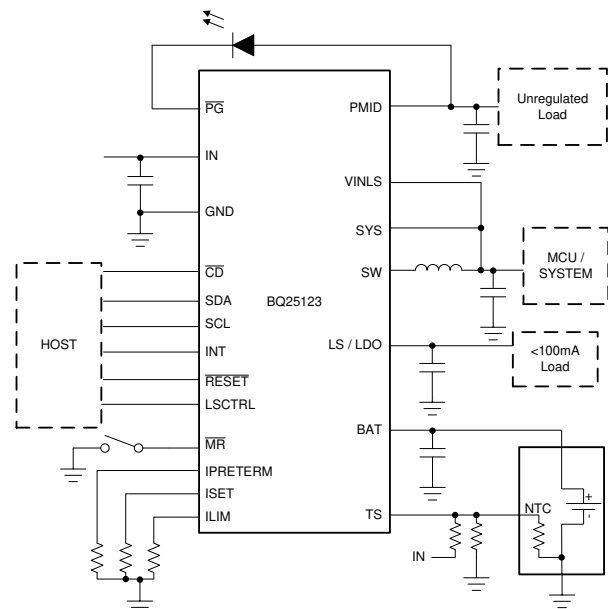 PG
PMID
Unregulated
Load
IN
VINLS
GND
SYS
CD
SW
MCU /
SYSTEM
SDA
BQ25123
SCL
HOST
INT
LS / LDO
<100mA
Load
RESET
LSCTRL
BAT
MR
IPRETERM
ISET
ILIM
TS
NTC
+
-
IN